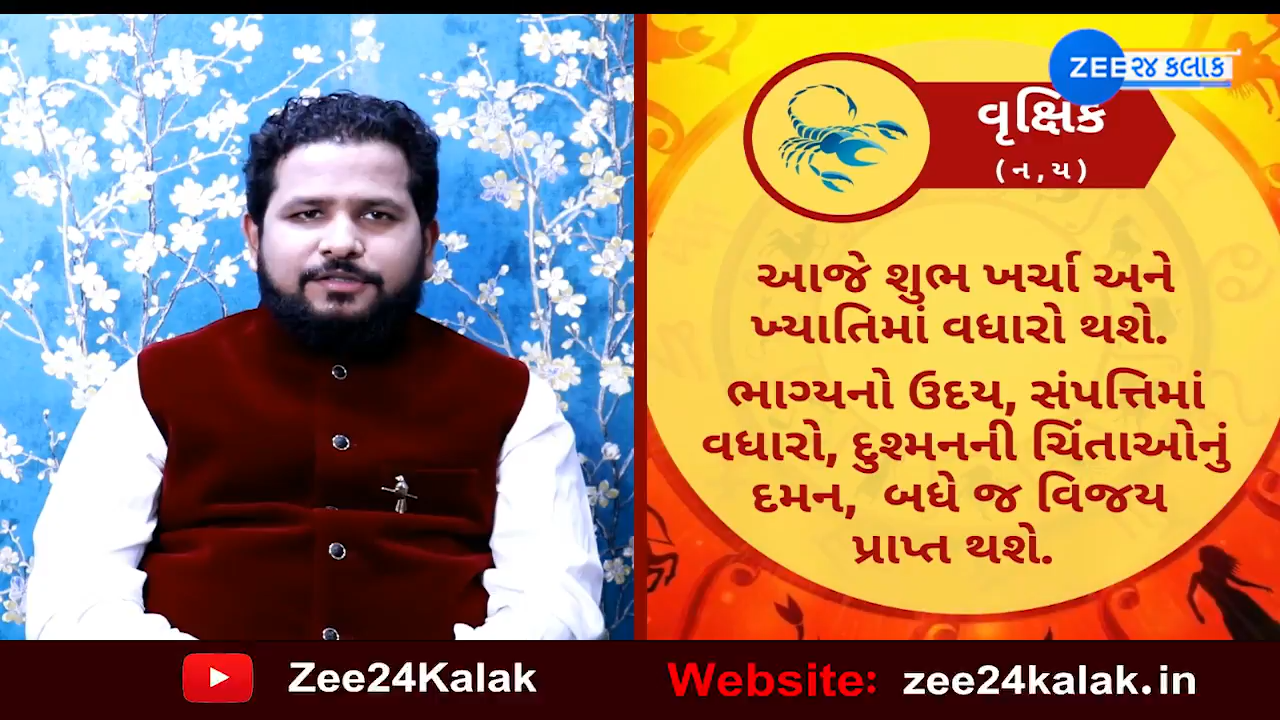 ZEE ૨૪ કલાક
વૃક્ષિક
( ન , ય )
આજે શુભ ખર્ચા અને
ખ્યાતિમાં વધારો થશે.
ભાગ્યનો ઉદય, સંપત્તિમાં
વધારો, દુશ્મનની ચિંતાઓનું
દમન, બધે જ વિજય
પ્રાપ્ત થશે.
Zee24Kalak
Website: zee24kalak.in